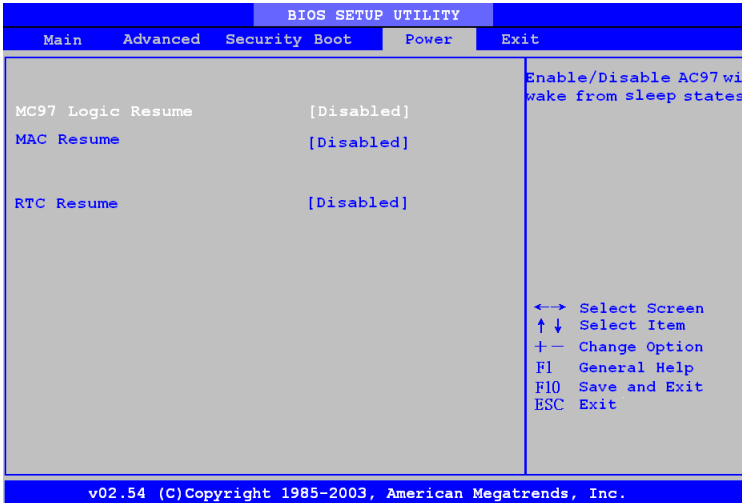 BIOS SETUP UTILITY
Main Advanced Security Boot Power Exit
MC97 Logic Resume [Disabled]
MAC Resume [Disabled]
RTC Resume [Disabled]
Enable/Disable AC97 wi
wake from sleep states
←→ Select Screen
↑↓ Select Item
+− Change Option
F1 General Help
F10 Save and Exit
ESC Exit
v02.54 (C)Copyright 1985-2003, American Megatrends, Inc.